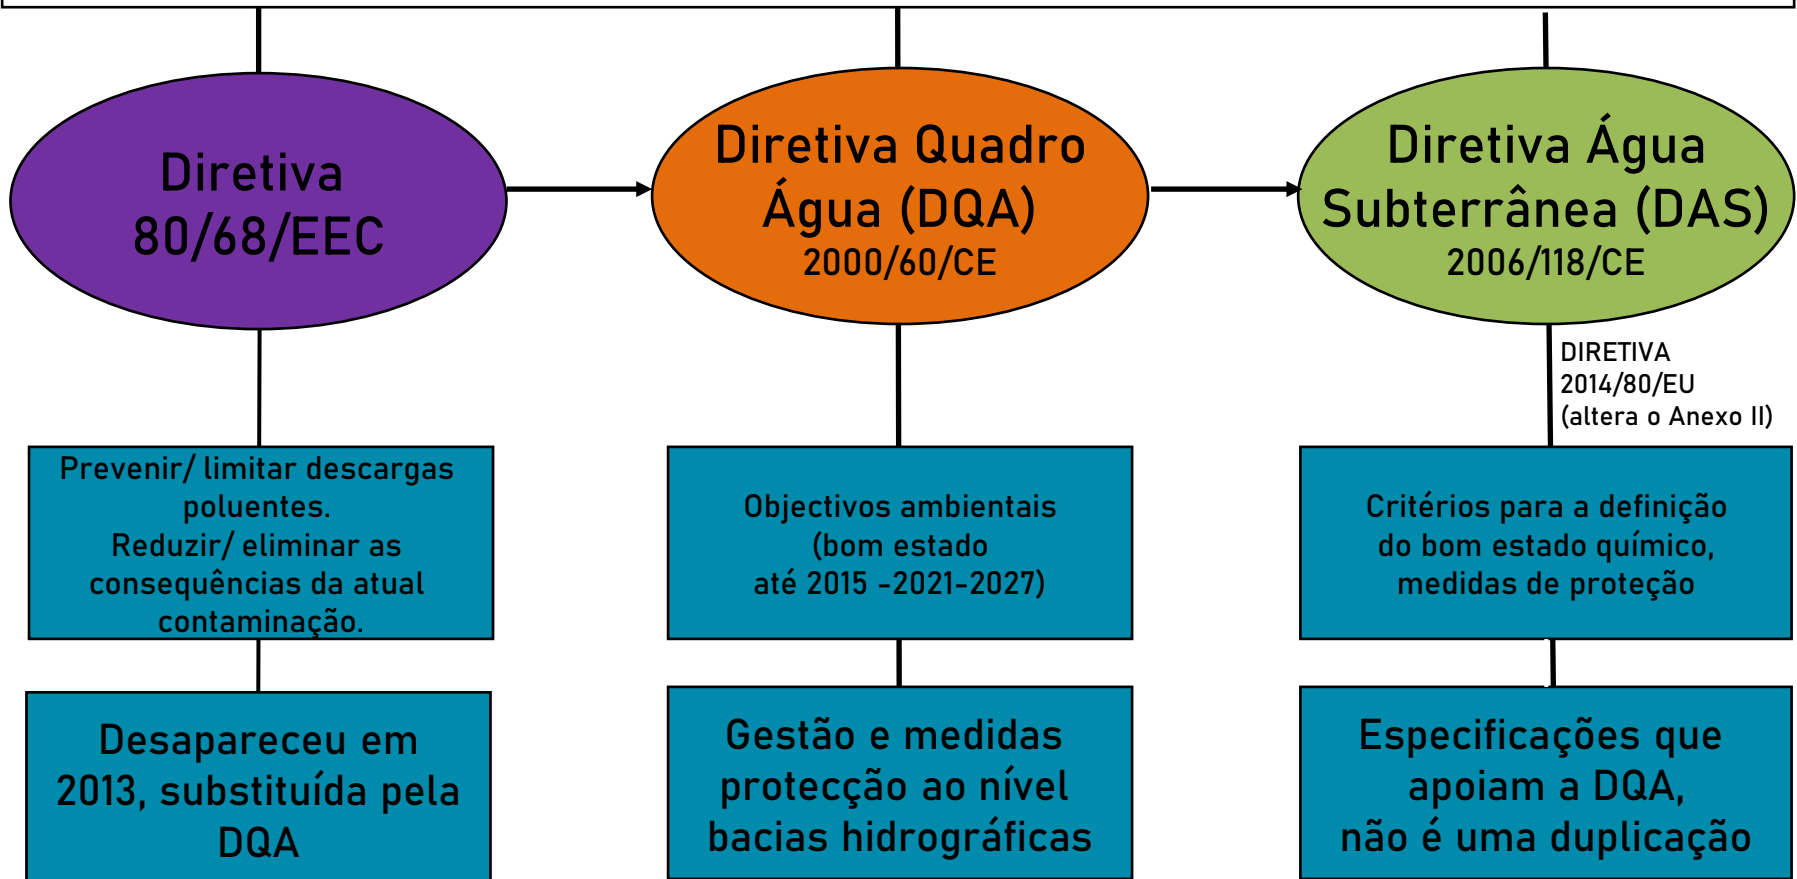 Diretiva
80/68/EEC
Diretiva Quadro
Água (DQA)
2000/60/CE
Diretiva Água
Subterrânea (DAS)
2006/118/CE
DIRETIVA
2014/80/EU
(altera o Anexo II)
Prevenir/ limitar descargas
poluentes.
Reduzir/ eliminar as
consequências da atual
contaminação.
Objectivos ambientais
(bom estado
até 2015 -2021-2027)
Critérios para a definição
do bom estado químico,
medidas de proteção
Desapareceu em
2013, substituída pela
DQA
Gestão e medidas
protecção ao nível
bacias hidrográficas
Especificações que
apoiam a DQA,
não é uma duplicação